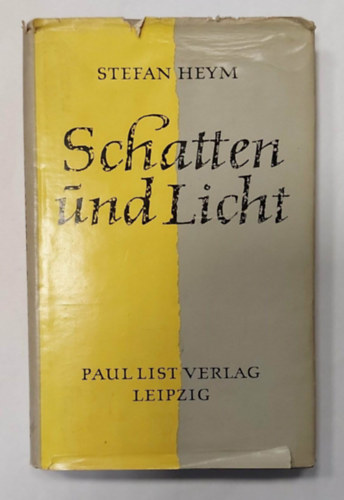 STEFAN HEYM
Schatten
und Licht
PAUL LIST VERLAG
LEIPZIG